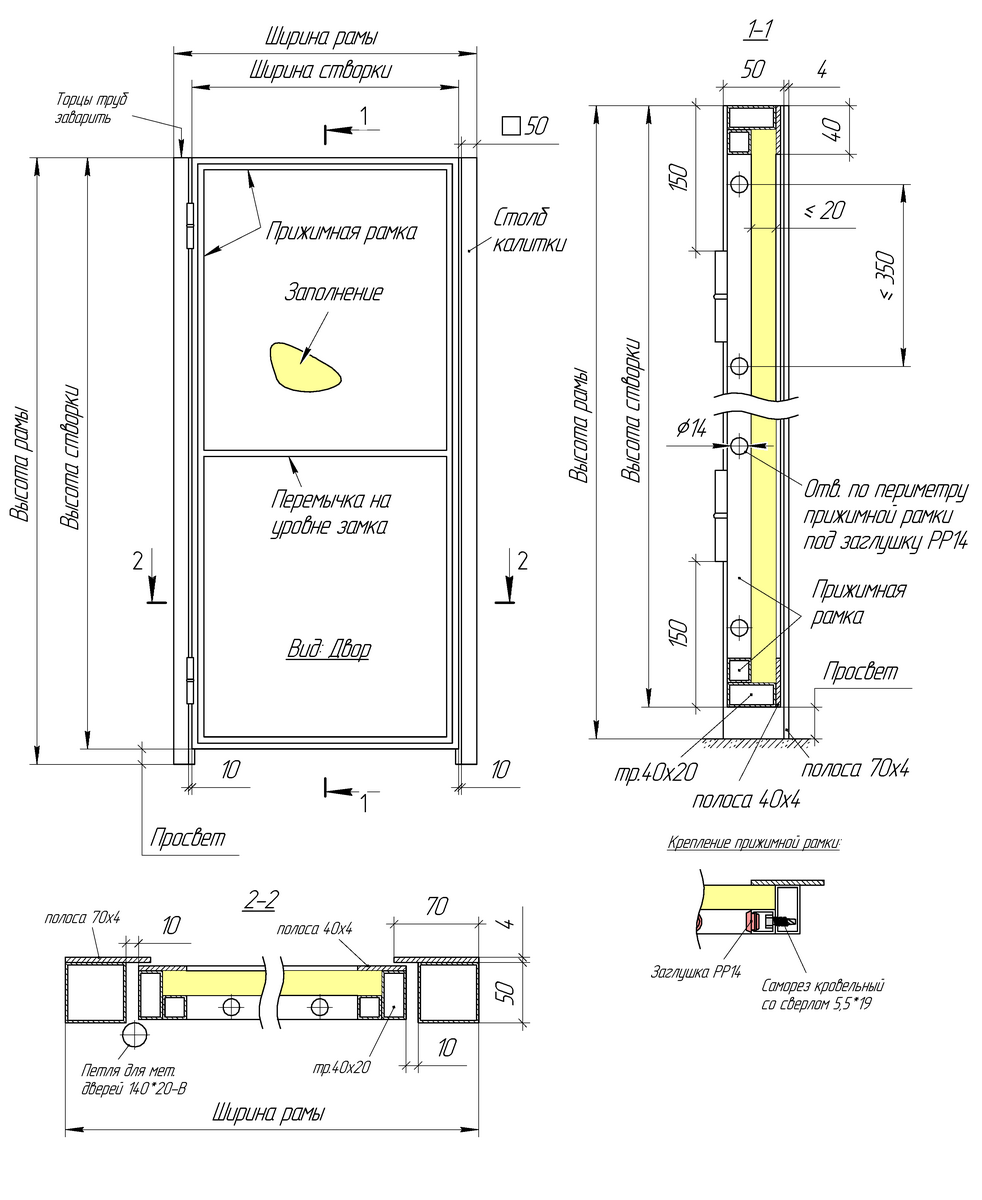 Ширина рамы
Ширина створки
Торцы труб
заварить
1
□50
Прижимная рамка
Столб
калитки
Заполнение
Высота рамы
Высота створки
Перемычка на
уровне замка
2
2
Вид: Двор
10
10
1
Просвет
1-1
50
4
40
150
≤ 20
≤ 350
Высота рамы
Высота створки
ϕ14
Отв. по периметру
прижимной рамки
под заглушку РР14
Прижимная
рамка
150
Просвет
тр.40х20
полоса 70х4
полоса 40х4
Крепление прижимной рамки:
Заглушка РР14
Саморез кровельный
со сверлом 5,5*19
2-2
полоса 70х4
10
полоса 40х4
70
4
50
10
тр.40х20
Петля для мет.
дверей 140*20-В
Ширина рамы